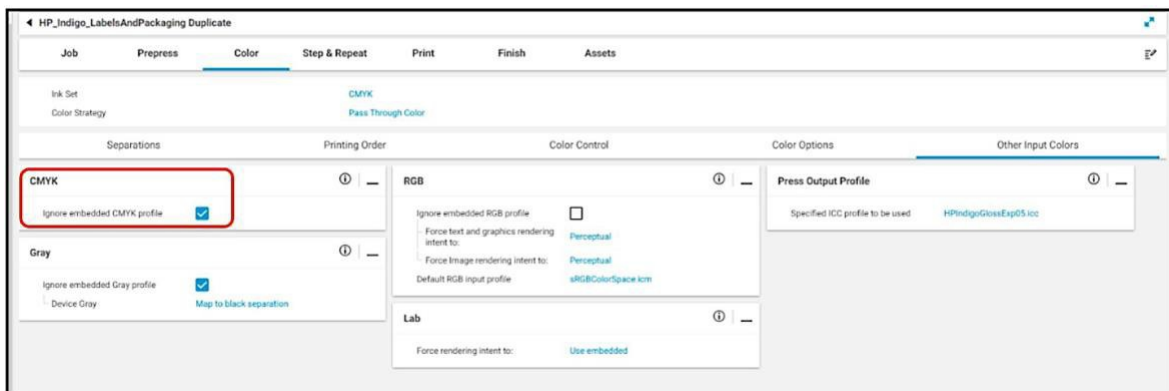 HP_Indigo_LabelsAndPackaging Duplicate
Job Prepress Color Step & Repeat Print Finish Assets
Ink Set CMYK
Color Strategy Pass Through Color
Separations Printing Order Color Control Color Options Other Input Colors
CMYK
Ignore embedded CMYK profile
Gray
Ignore embedded Gray profile
Device Gray Map to black separation
RGB
Ignore embedded RGB profile
Force text and graphics rendering
intent to: Perceptual
Force Image rendering intent to: Perceptual
Default RGB input profile sRGBColorSpace.icm
Lab
Force rendering intent to: Use embedded
Press Output Profile
Specified ICC profile to be used HPIndigoGlossExp05.icc